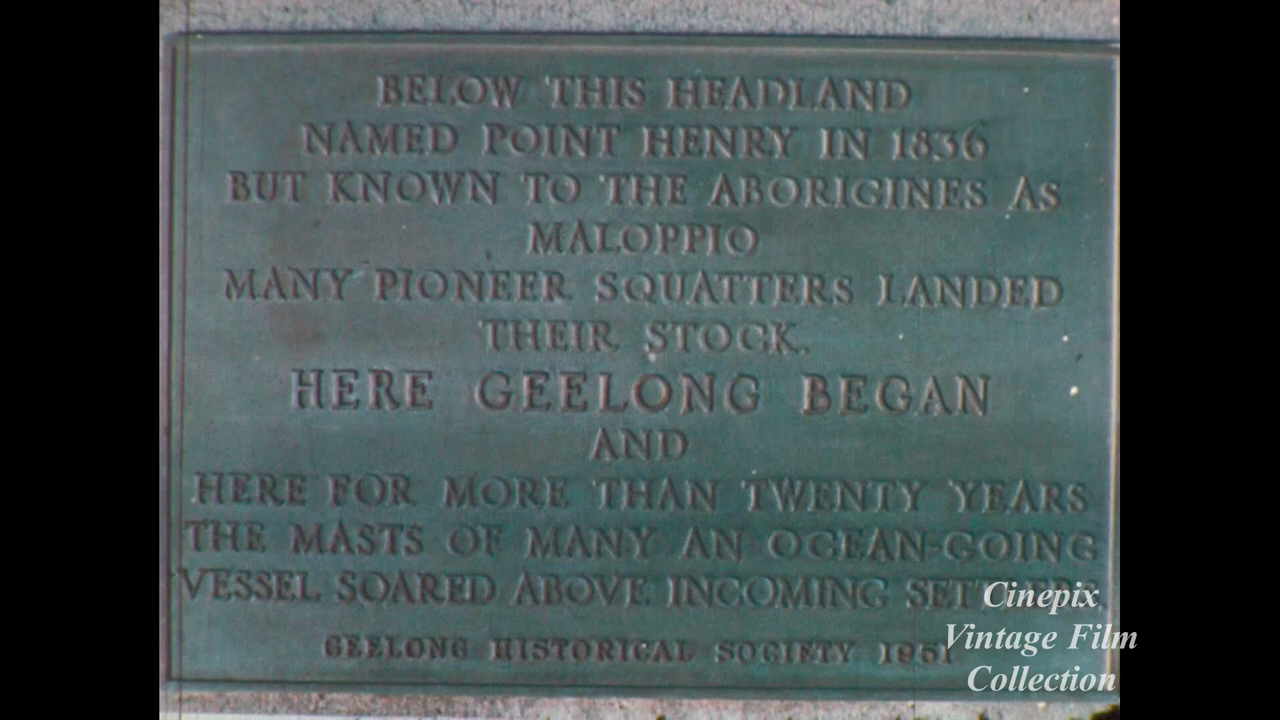 BELOW THIS HEADLAND
NAMED POINT HENRY IN 1836
BUT KNOWN TO THE ABORIGINES AS
MALOPPIO
MANY PIONEER SQUATTERS LANDED
THEIR STOCK.
HERE GEELONG BEGAN
AND
HERE FOR MORE THAN TWENTY YEARS
THE MASTS OF MANY AN OCEAN-GOING
VESSEL SOARED ABOVE INCOMING SETTLERS
GEELONG HISTORICAL SOCIETY 1951
Cinepix
Vintage Film
Collection